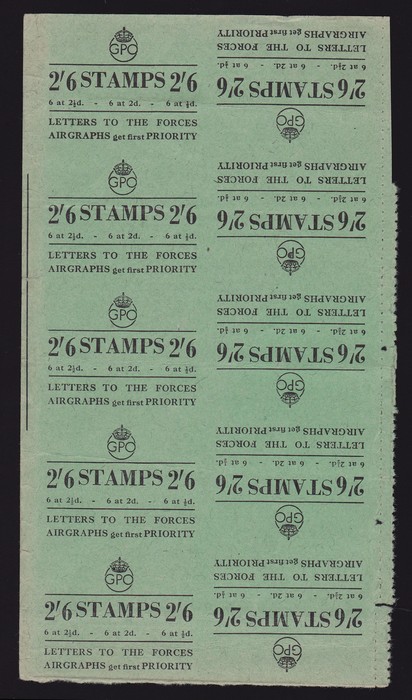 GPO
2/6 STAMPS 2/6
6 at 2½d. - 6 at 2d. - 6 at ½d.
LETTERS TO THE FORCES
AIRGRAPHS get first PRIORITY
GPO
2/6 STAMPS 2/6
6 at 2½d. - 6 at 2d. - 6 at ½d.
LETTERS TO THE FORCES
AIRGRAPHS get first PRIORITY
GPO
2/6 STAMPS 2/6
6 at 2½d. - 6 at 2d. - 6 at ½d.
LETTERS TO THE FORCES
AIRGRAPHS get first PRIORITY
GPO
2/6 STAMPS 2/6
6 at 2½d. - 6 at 2d. - 6 at ½d.
LETTERS TO THE FORCES
AIRGRAPHS get first PRIORITY
GPO
2/6 STAMPS 2/6
6 at 2½d. - 6 at 2d. - 6 at ½d.
LETTERS TO THE FORCES
AIRGRAPHS get first PRIORITY
GPO
2/6 STAMPS 2/6
6 at 2½d. - 6 at 2d. - 6 at ½d.
LETTERS TO THE FORCES
AIRGRAPHS get first PRIORITY
GPO
2/6 STAMPS 2/6
6 at 2½d. - 6 at 2d. - 6 at ½d.
LETTERS TO THE FORCES
AIRGRAPHS get first PRIORITY
GPO
2/6 STAMPS 2/6
6 at 2½d. - 6 at 2d. - 6 at ½d.
LETTERS TO THE FORCES
AIRGRAPHS get first PRIORITY
GPO
2/6 STAMPS 2/6
6 at 2½d. - 6 at 2d. - 6 at ½d.
LETTERS TO THE FORCES
AIRGRAPHS get first PRIORITY
GPO
2/6 STAMPS 2/6
6 at 2½d. - 6 at 2d. - 6 at ½d.
LETTERS TO THE FORCES
AIRGRAPHS get first PRIORITY